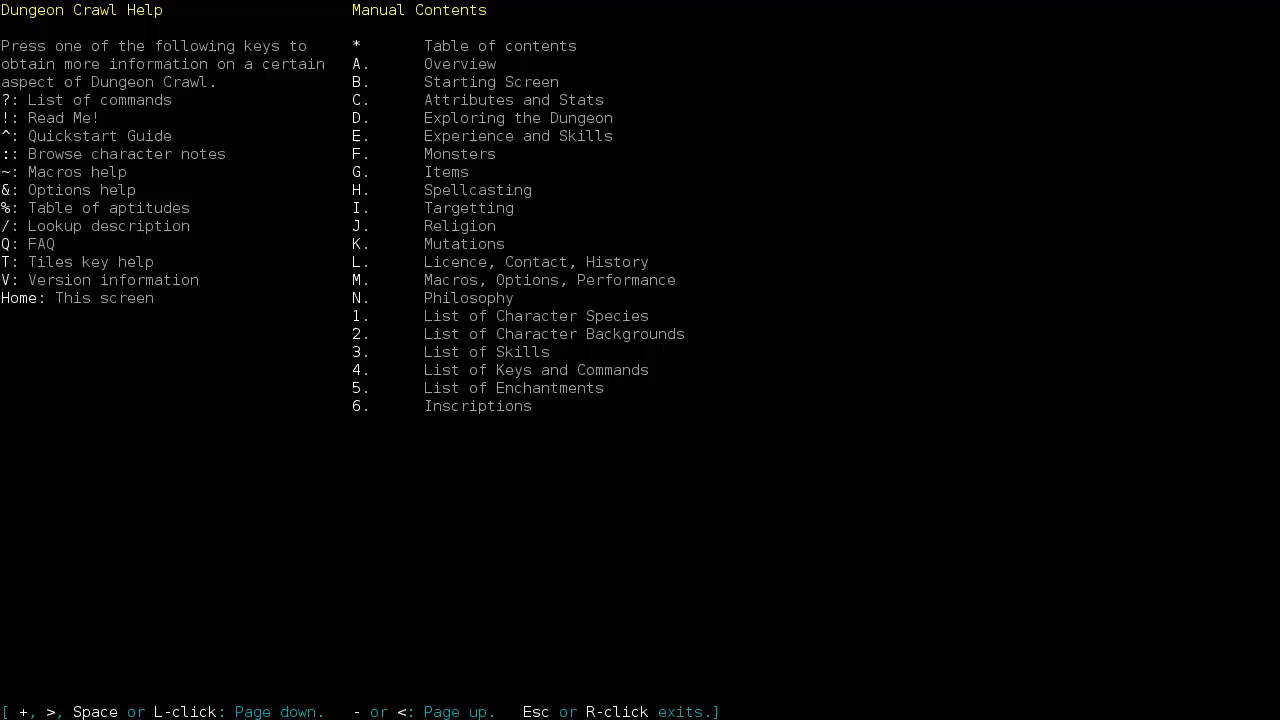 Dungeon Crawl Help
Press one of the following keys to
obtain more information on a certain
aspect of Dungeon Crawl.
?: List of commands
!: Read Me!
^: Quickstart Guide
:: Browse character notes
~: Macros help
&: Options help
%: Table of aptitudes
/: Lookup description
Q: FAQ
T: Tiles key help
V: Version information
Home: This screen
Manual Contents
* Table of contents
A. Overview
B. Starting Screen
C. Attributes and Stats
D. Exploring the Dungeon
E. Experience and Skills
F. Monsters
G. Items
H. Spellcasting
I. Targetting
J. Religion
K. Mutations
L. Licence, Contact, History
M. Macros, Options, Performance
N. Philosophy
1. List of Character Species
2. List of Character Backgrounds
3. List of Skills
4. List of Keys and Commands
5. List of Enchantments
6. Inscriptions
[ +, >, Space or L-click: Page down. - or <: Page up. Esc or R-click exits.]